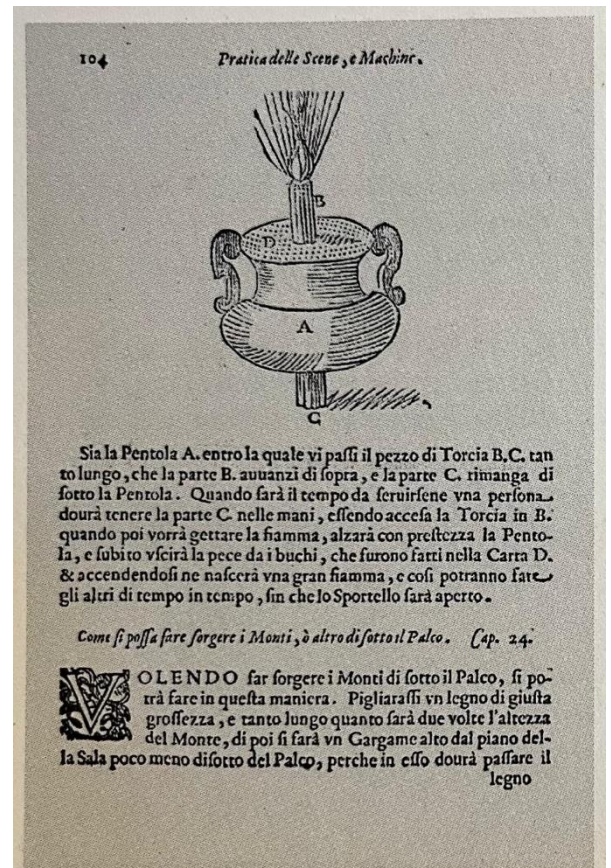 104 Pratica delle Scene, e Machine.
B
D
A
C
Sia la Pentola A. entro la quale vi paſſi il pezzo di Torcia B.C. tan
to lungo, che la parte B. auuanzi di ſopra, e la parte C. rimanga di
ſotto la Pentola. Quando ſarà il tempo da ſeruirſene vna perſona
dourà tenere la parte C. nelle mani, eſſendo acceſa la Torcia in B.
quando poi vorrà gettare la fiamma, alzarà con preſtezza la Pento-
la, e ſubito vſcirà la pece da i buchi, che furono fatti nella Carta D.
& accendendoſi ne naſcerà vna gran fiamma, e coſi potranno fare
gli altri di tempo in tempo, ſin che lo Sportello ſarà aperto.
Come ſi poſſa fare ſorgere i Monti, ò altro di ſotto il Palco. Cap. 24.
VOLENDO far ſorgere i Monti di ſotto il Palco, ſi po-
trà fare in queſta maniera. Pigliaraſſi vn legno di giuſta
groſſezza, e tanto lungo quanto ſarà due volte l'altezza
del Monte, di poi ſi farà vn Gargame alto dal piano del-
la Sala poco meno di ſotto del Palco, perche in eſſo dourà paſſare il
legno